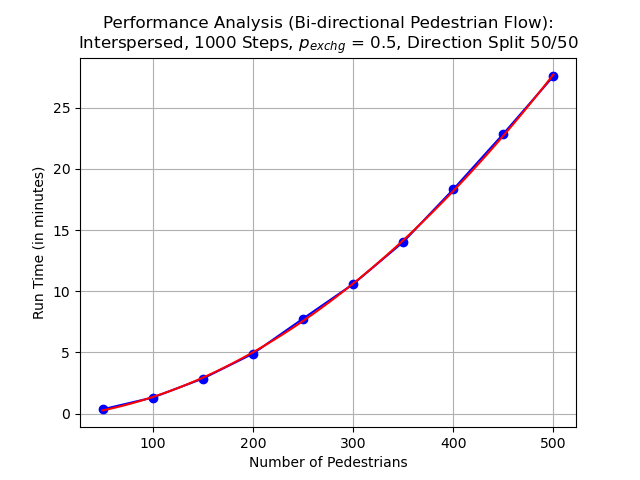 Performance Analysis (Bi-directional Pedestrian Flow):
Interspersed, 1000 Steps, p_exchg = 0.5, Direction Split 50/50
25
20
15
10
5
0
Run Time (in minutes)
100 200 300 400 500
Number of Pedestrians